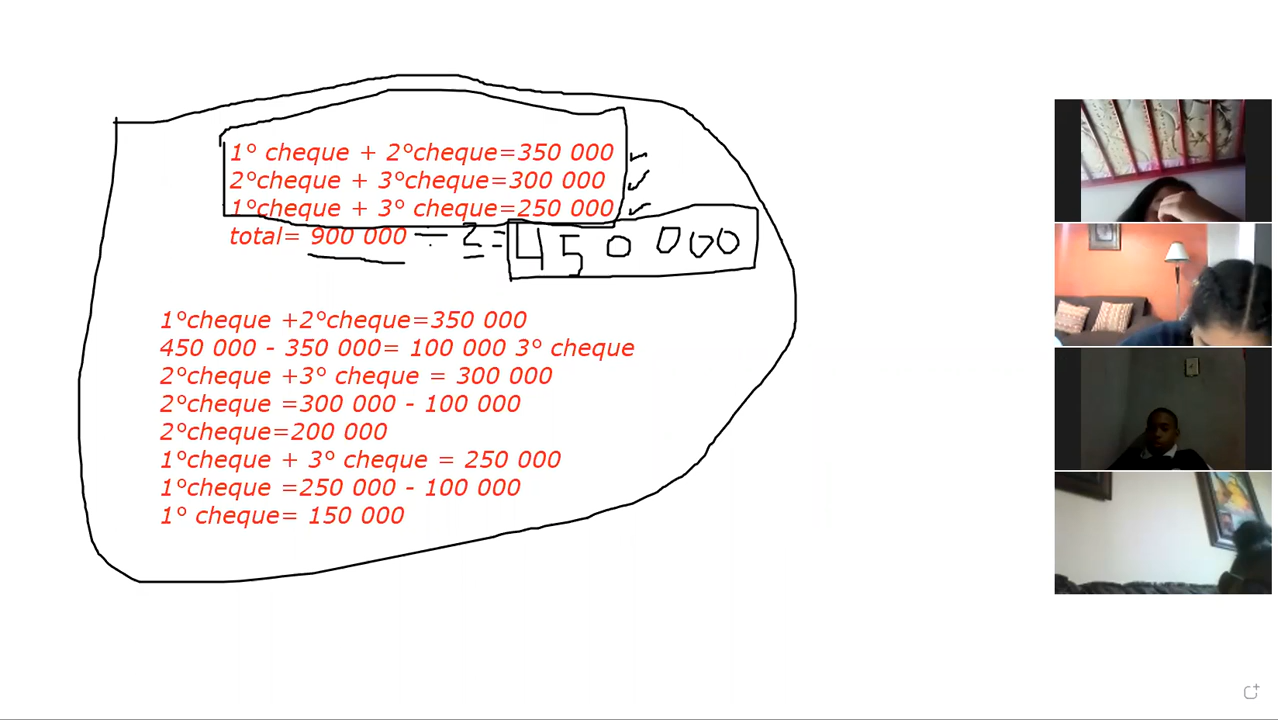 1° cheque + 2°cheque=350 000
2°cheque + 3°cheque=300 000
1°cheque + 3° cheque=250 000
total= 900 000 ÷ 2 = 450 000
1°cheque +2°cheque=350 000
450 000 - 350 000= 100 000 3° cheque
2°cheque +3° cheque = 300 000
2°cheque =300 000 - 100 000
2°cheque=200 000
1°cheque + 3° cheque = 250 000
1°cheque =250 000 - 100 000
1° cheque= 150 000